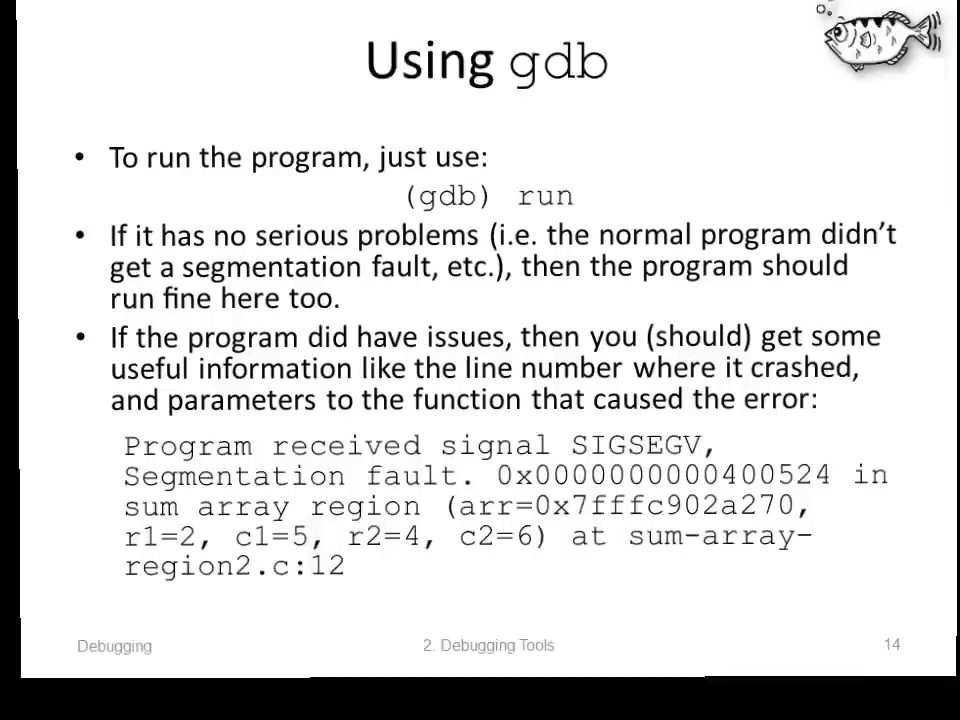 Using gdb
• To run the program, just use:
(gdb) run
• If it has no serious problems (i.e. the normal program didn't
get a segmentation fault, etc.), then the program should
run fine here too.
• If the program did have issues, then you (should) get some
useful information like the line number where it crashed,
and parameters to the function that caused the error:
Program received signal SIGSEGV,
Segmentation fault. 0x0000000000400524 in
sum array region (arr=0x7fffc902a270,
r1=2, c1=5, r2=4, c2=6) at sum-array-
region2.c:12
Debugging
2. Debugging Tools
14